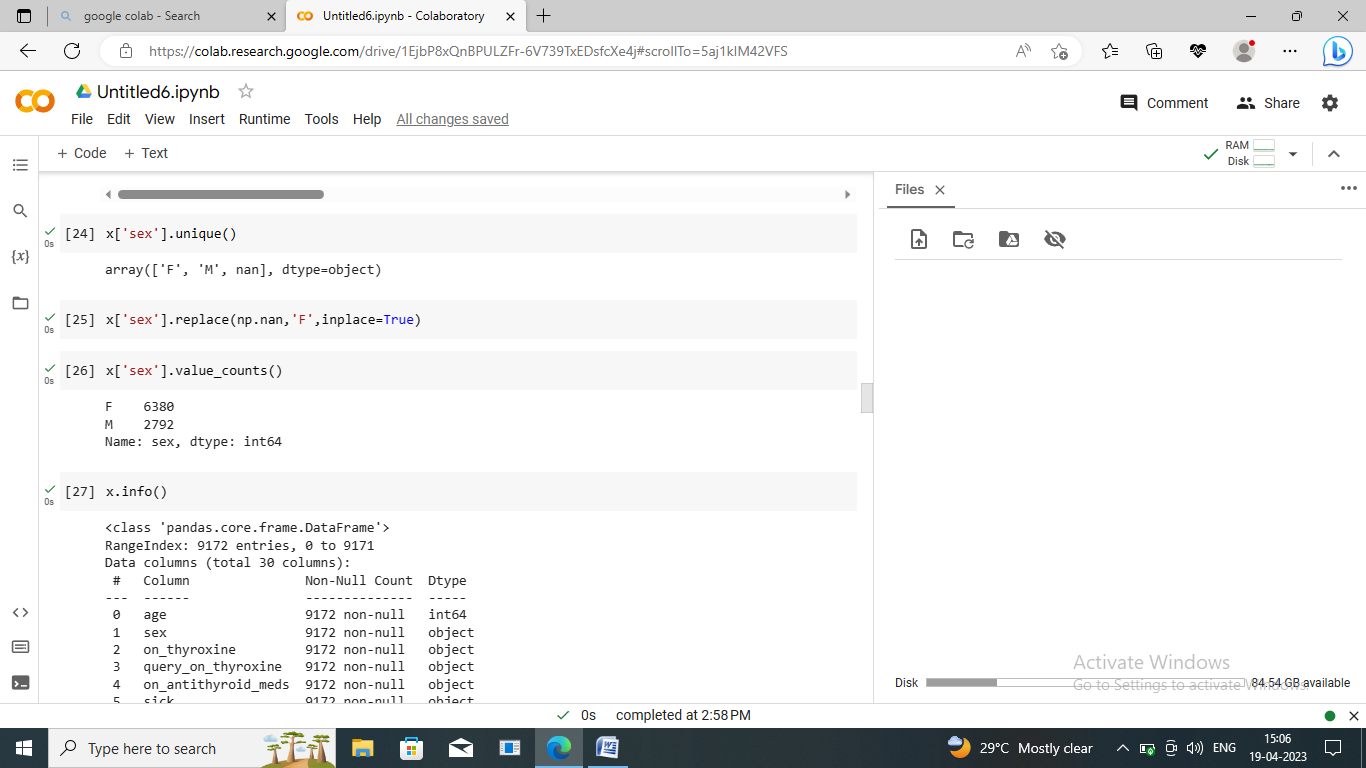 google colab - Search
Untitled6.ipynb - Colaboratory
https://colab.research.google.com/drive/1EjbP8xQnBPULZFr-6V739TxEDsfcXe4j#scrollTo=5aj1kIM42VFS
Untitled6.ipynb
File Edit View Insert Runtime Tools Help All changes saved
Comment Share
+ Code + Text
RAM
Disk
Files
[24] x['sex'].unique()
0s
array(['F', 'M', nan], dtype=object)
[25] x['sex'].replace(np.nan,'F',inplace=True)
0s
[26] x['sex'].value_counts()
0s
F 6380
M 2792
Name: sex, dtype: int64
[27] x.info()
0s
<class 'pandas.core.frame.DataFrame'>
RangeIndex: 9172 entries, 0 to 9171
Data columns (total 30 columns):
# Column Non-Null Count Dtype
--- ------ -------------- -----
0 age 9172 non-null int64
1 sex 9172 non-null object
2 on_thyroxine 9172 non-null object
3 query_on_thyroxine 9172 non-null object
4 on_antithyroid_meds 9172 non-null object
5 sick 9172 non-null object
{x}
Activate Windows
Go to Settings to activate Windows.
Disk 84.54 GB available
0s completed at 2:58 PM
Type here to search
29°C Mostly clear
ENG
15:06
19-04-2023